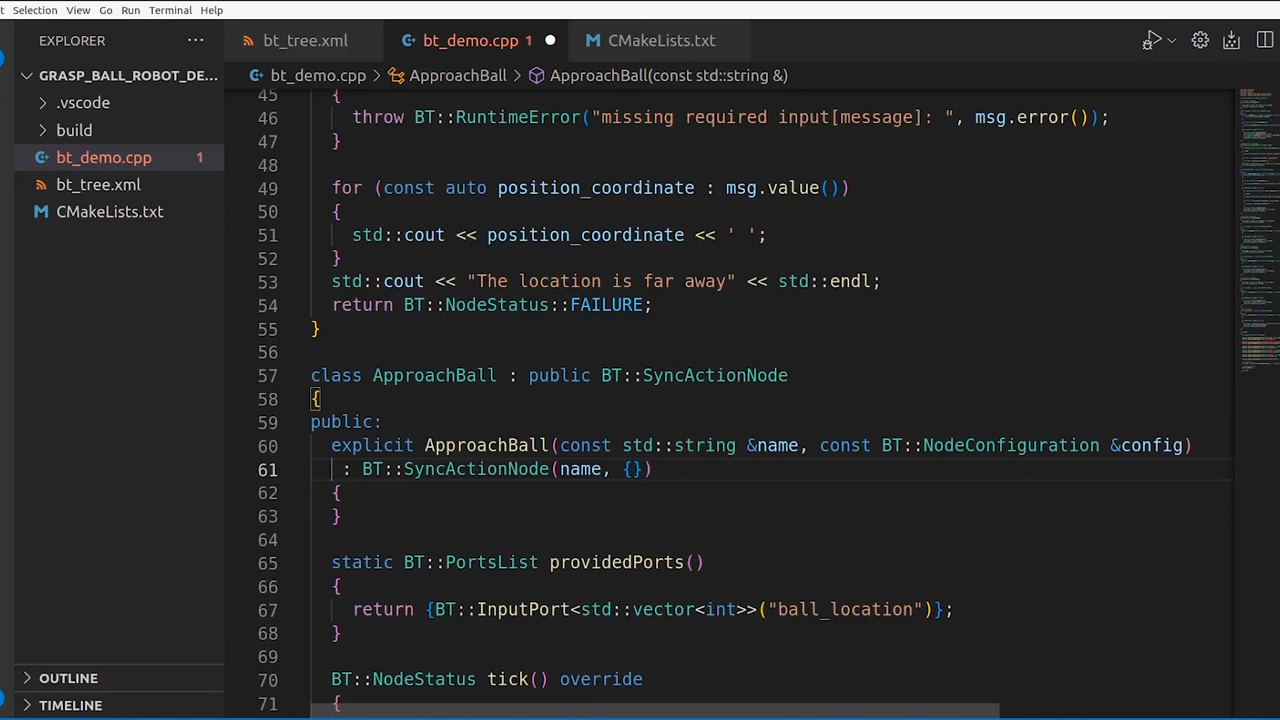 t Selection View Go Run Terminal Help
EXPLORER ···
bt_tree.xml bt_demo.cpp 1 CMakeLists.txt
GRASP_BALL_ROBOT_DE...
bt_demo.cpp > ApproachBall > ApproachBall(const std::string &)
.vscode
build
bt_demo.cpp 1
bt_tree.xml
CMakeLists.txt
45 {
46 throw BT::RuntimeError("missing required input[message]: ", msg.error());
47 }
48
49 for (const auto position_coordinate : msg.value())
50 {
51 std::cout << position_coordinate << ' ';
52 }
53 std::cout << "The location is far away" << std::endl;
54 return BT::NodeStatus::FAILURE;
55 }
56
57 class ApproachBall : public BT::SyncActionNode
58 {
59 public:
60 explicit ApproachBall(const std::string &name, const BT::NodeConfiguration &config)
61 : BT::SyncActionNode(name, {})
62 {
63 }
64
65 static BT::PortsList providedPorts()
66 {
67 return {BT::InputPort<std::vector<int>>("ball_location")};
68 }
69
70 BT::NodeStatus tick() override
71 {
OUTLINE
TIMELINE